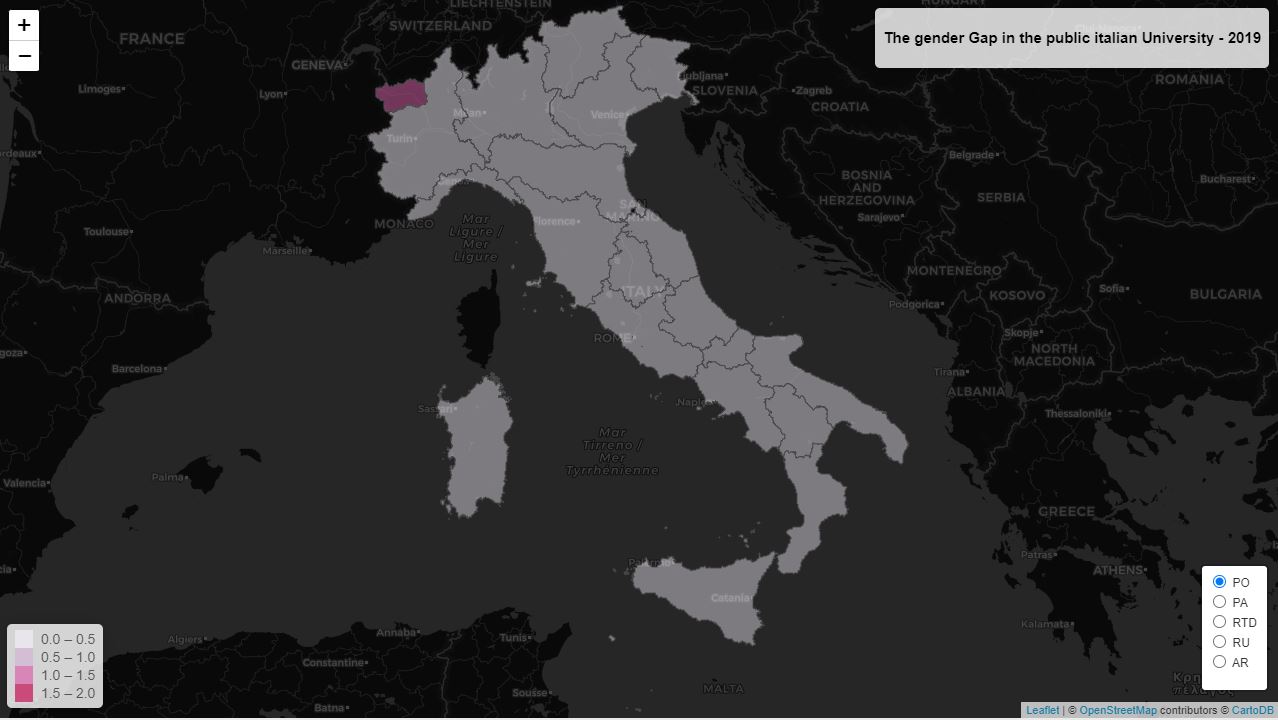 +
−
The gender Gap in the public italian University - 2019
LIECHTENSTEIN
HUNGARY
SWITZERLAND
FRANCE
GENEVA
Limoges
Lyon
Ljubljana
SLOVENIA
Zagreb
CROATIA
ROMANIA
Milan
Venice
Turin
Belgrade
BOSNIA
AND
HERZEGOVINA
Sarajevo
SERBIA
Bucharest
Toulouse
Marseille
MONACO
Mar
Ligure /
Mer
Ligure
Florence
SAN
MARINO
ITALY
ROME
MONTENEGRO
Podgorica
KOSOVO
Sofia
BULGARIA
Skopje
NORTH
MACEDONIA
ANDORRA
goza
Barcelona
Tirana
ALBANIA
Thessaloniki
Sassari
Naples
Mar
Tirreno /
Mer
Tyrrhénienne
Palma
Valencia
GREECE
Patras
ATHENS
Kalamata
Palermo
Catania
MALTA
Algiers
Annaba
Tunis
Constantine
Sousse
Batna
0.0 – 0.5
0.5 – 1.0
1.0 – 1.5
1.5 – 2.0
PO
PA
RTD
RU
AR
Leaflet | © OpenStreetMap contributors © CartoDB